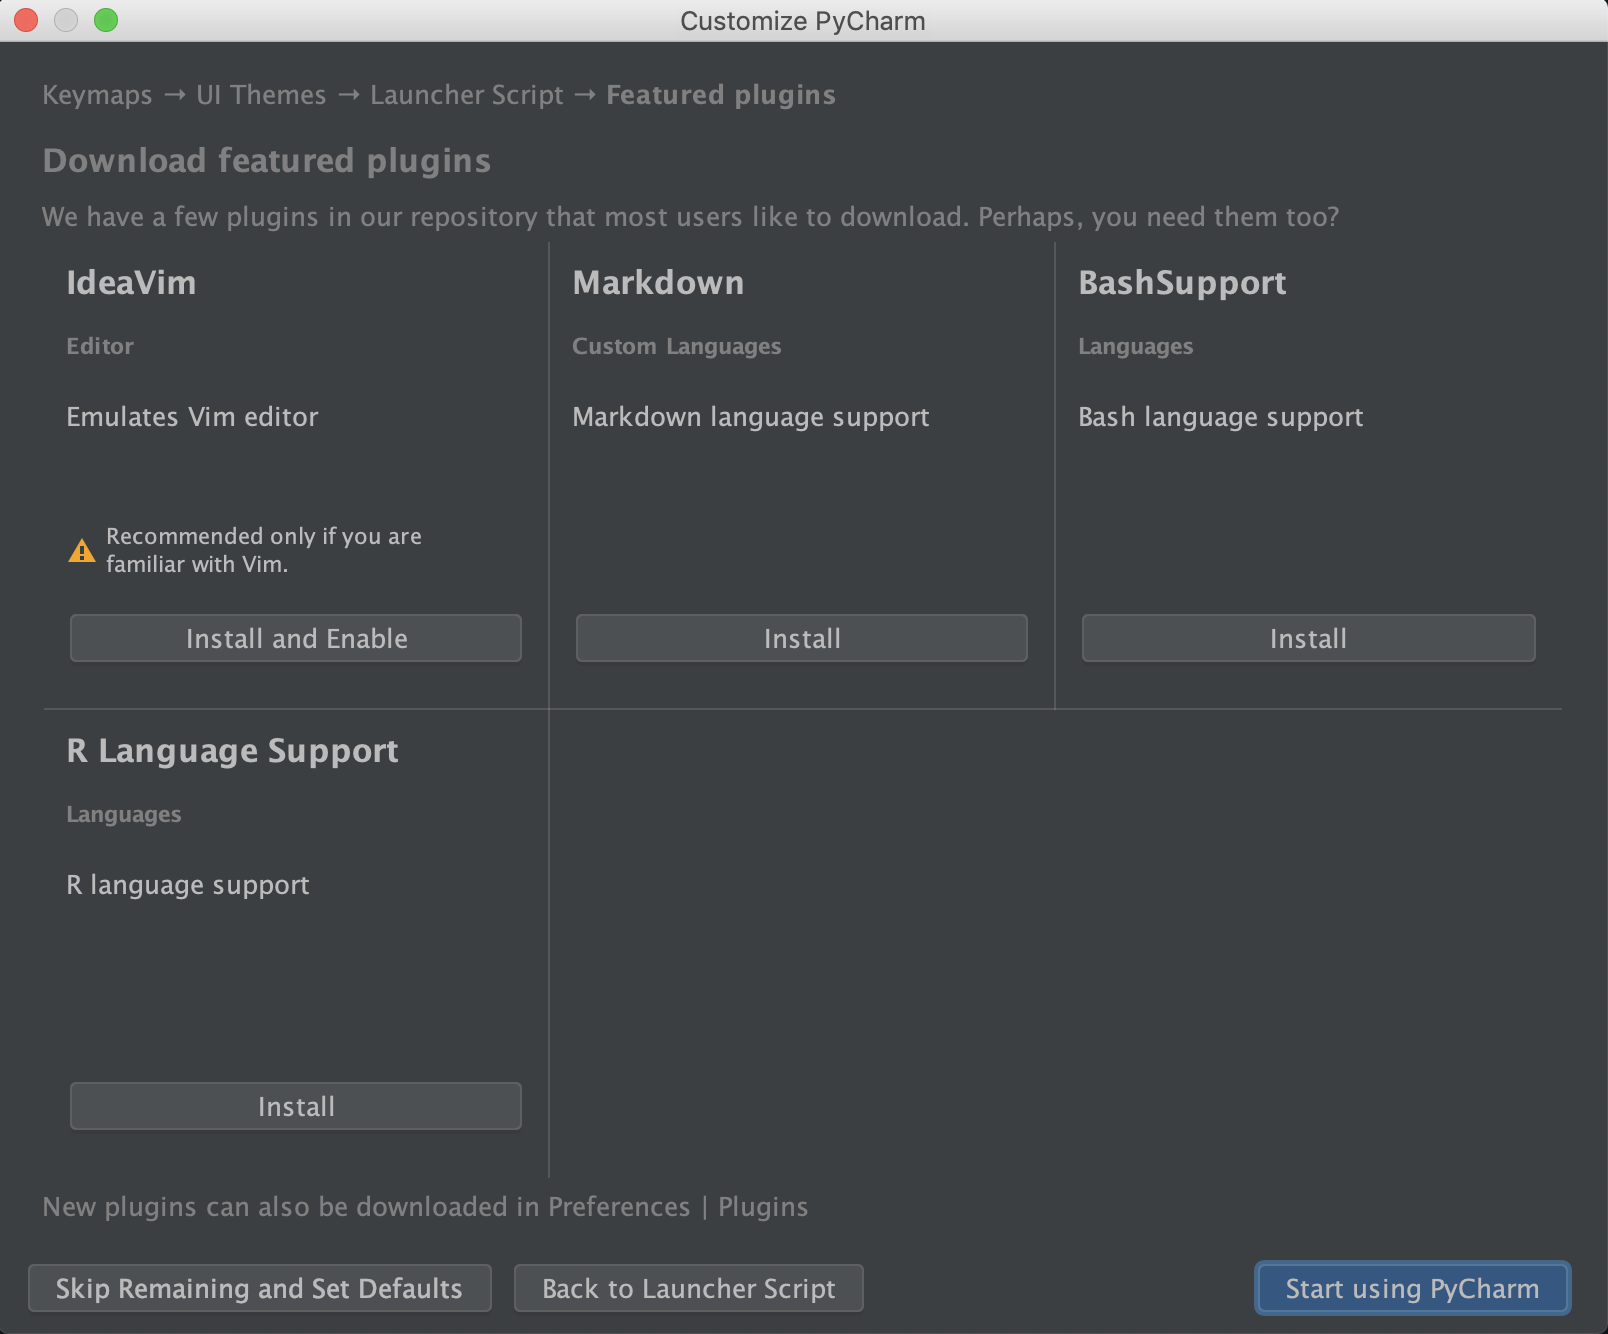 Customize PyCharm
Keymaps → UI Themes → Launcher Script → Featured plugins
Download featured plugins
We have a few plugins in our repository that most users like to download. Perhaps, you need them too?
IdeaVim
Editor
Emulates Vim editor
Recommended only if you are
familiar with Vim.
Install and Enable
Markdown
Custom Languages
Markdown language support
Install
BashSupport
Languages
Bash language support
Install
R Language Support
Languages
R language support
Install
New plugins can also be downloaded in Preferences | Plugins
Skip Remaining and Set Defaults
Back to Launcher Script
Start using PyCharm